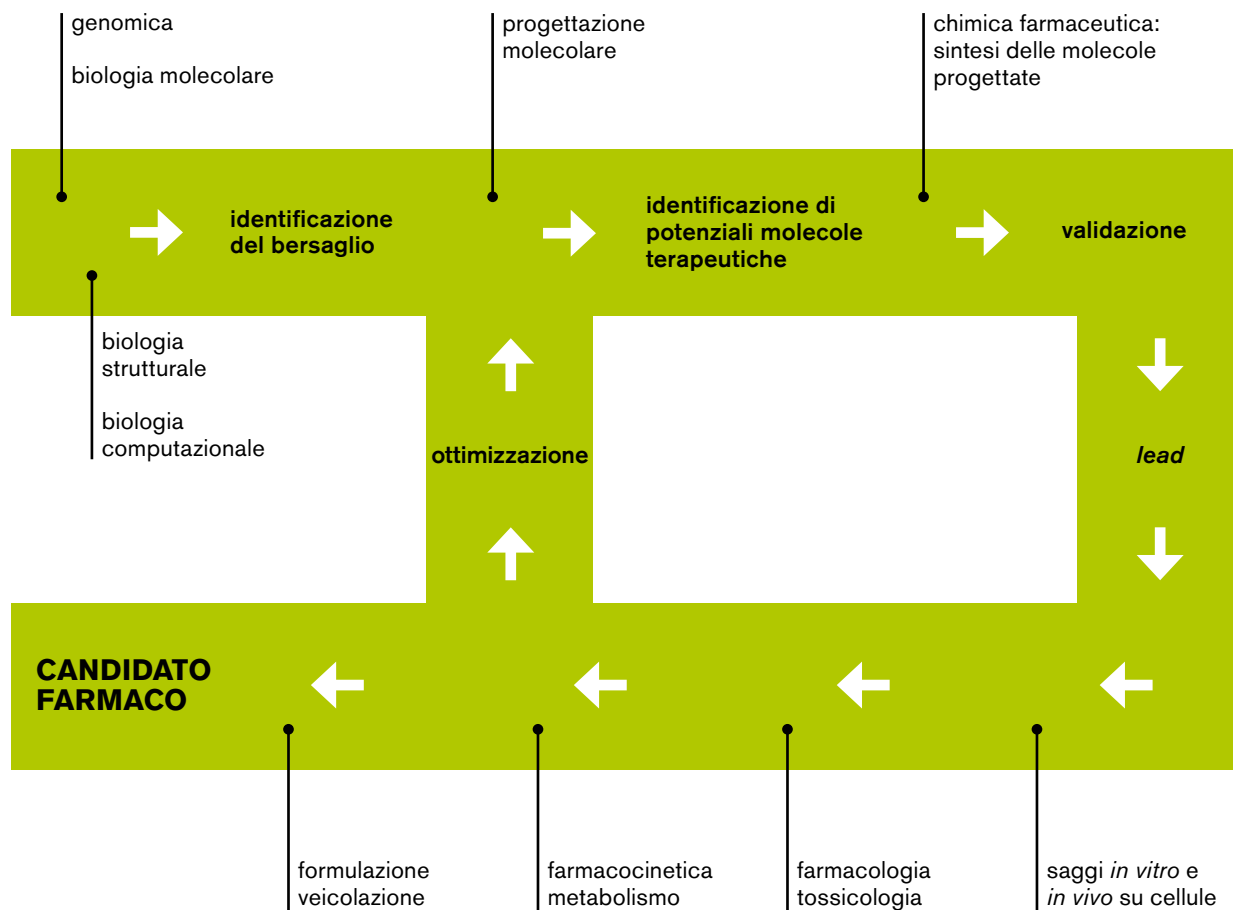 genomica
biologia molecolare
progettazione
molecolare
chimica farmaceutica:
sintesi delle molecole
progettate
identificazione
del bersaglio
identificazione di
potenziali molecole
terapeutiche
validazione
biologia
strutturale
biologia
computazionale
ottimizzazione
lead
CANDIDATO
FARMACO
formulazione
veicolazione
farmacocinetica
metabolismo
farmacologia
tossicologia
saggi in vitro e
in vivo su cellule